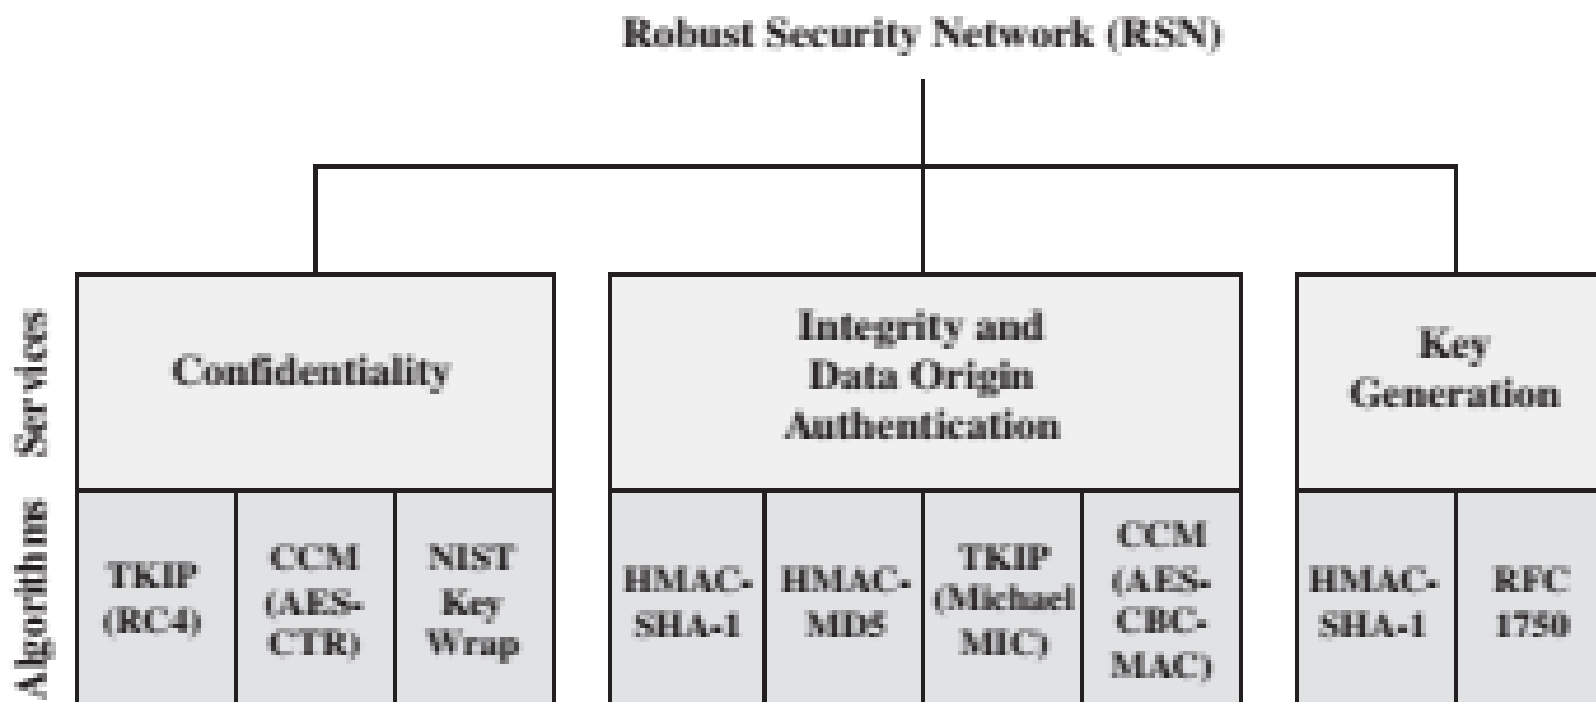 Robust Security Network (RSN)
Services
Confidentiality
Integrity and
Data Origin
Authentication
Key
Generation
Algorithms
TKIP
(RC4)
CCM
(AES-
CTR)
NIST
Key
Wrap
HMAC-
SHA-1
HMAC-
MD5
TKIP
(Michael
MIC)
CCM
(AES-
CBC-
MAC)
HMAC-
SHA-1
RFC
1750